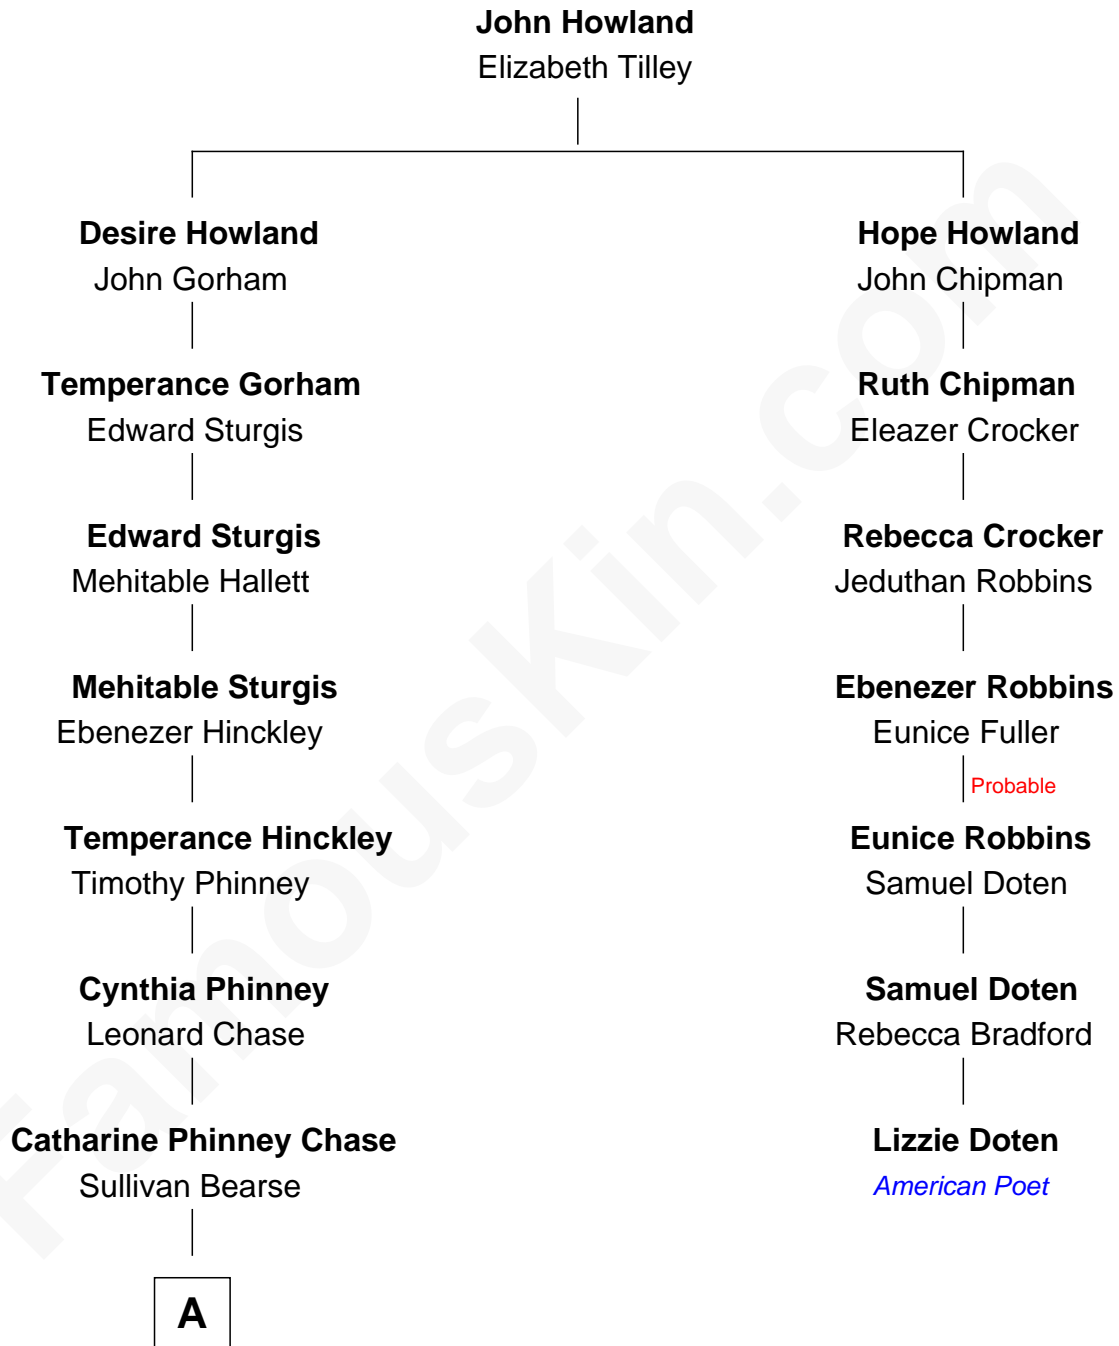 John Howland
Elizabeth Tilley
Desire Howland
John Gorham
Hope Howland
John Chipman
Temperance Gorham
Edward Sturgis
Ruth Chipman
Eleazer Crocker
Edward Sturgis
Mehitable Hallett
Rebecca Crocker
Jeduthan Robbins
Mehitable Sturgis
Ebenezer Hinckley
Ebenezer Robbins
Eunice Fuller
Probable
Temperance Hinckley
Timothy Phinney
Eunice Robbins
Samuel Doten
Cynthia Phinney
Leonard Chase
Samuel Doten
Rebecca Bradford
Catharine Phinney Chase
Sullivan Bearse
Lizzie Doten
American Poet
A
FamousKin.com